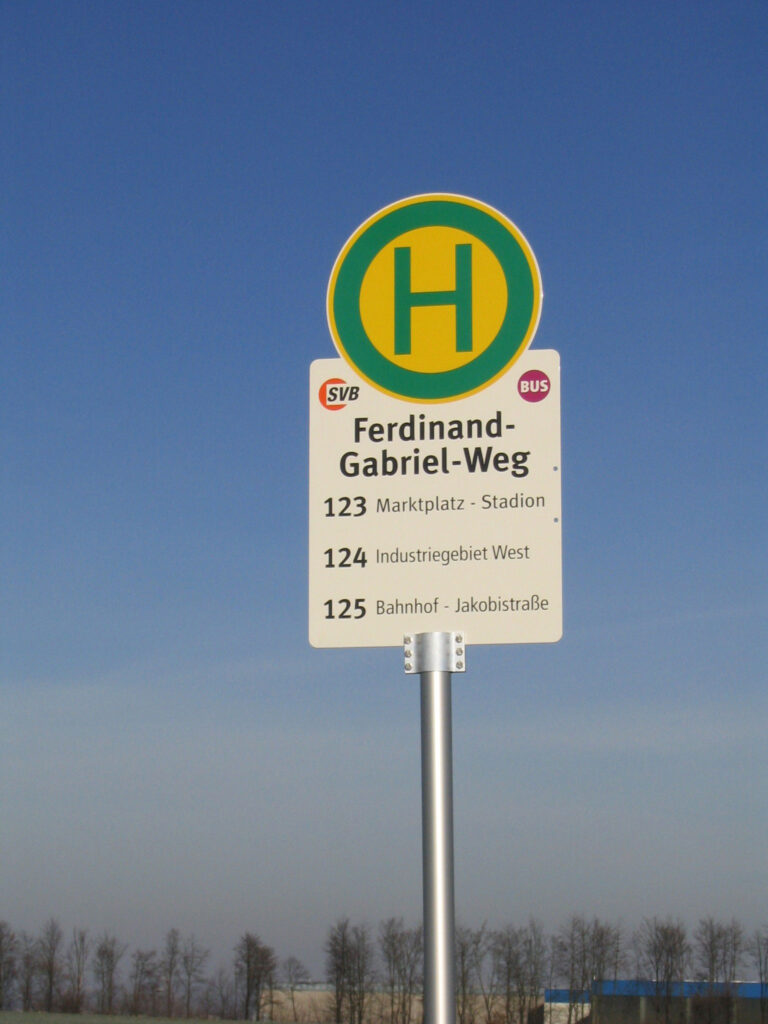 H
SVB
BUS
Ferdinand-
Gabriel-Weg
123 Marktplatz - Stadion
124 Industriegebiet West
125 Bahnhof - Jakobistraße